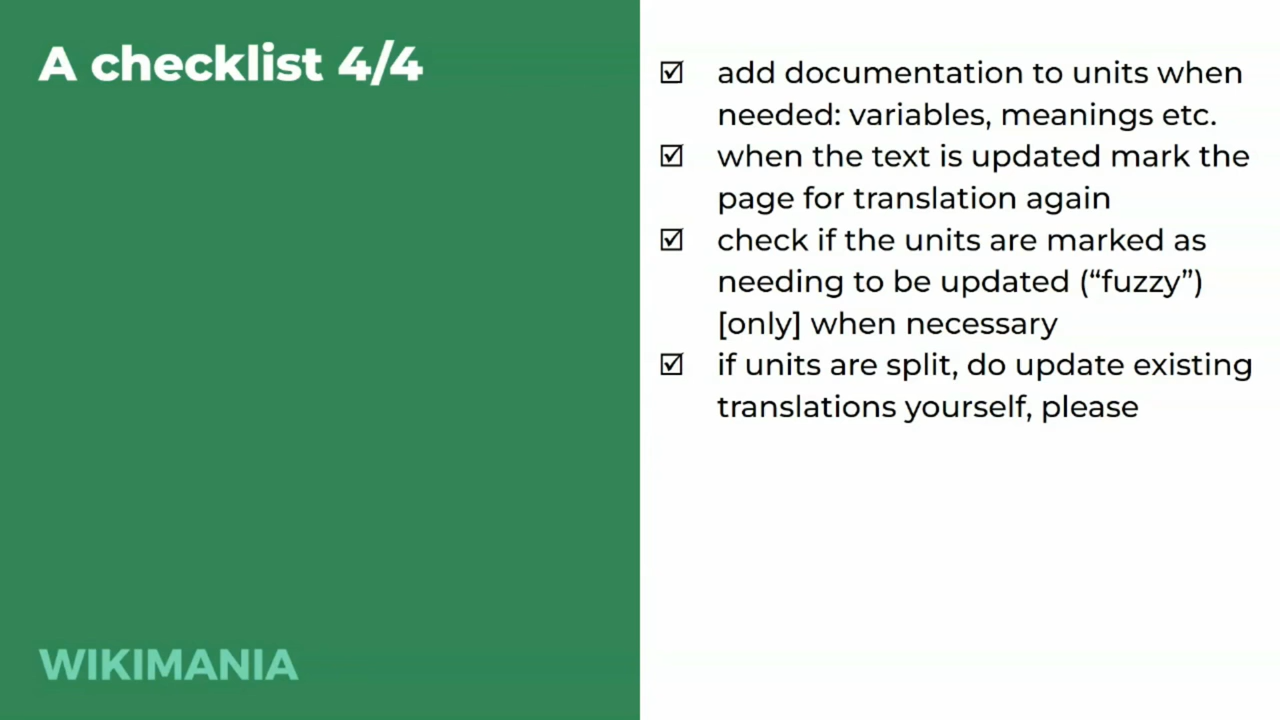 A checklist 4/4
☑ add documentation to units when
needed: variables, meanings etc.
☑ when the text is updated mark the
page for translation again
☑ check if the units are marked as
needing to be updated (“fuzzy”)
[only] when necessary
☑ if units are split, do update existing
translations yourself, please
WIKIMANIA